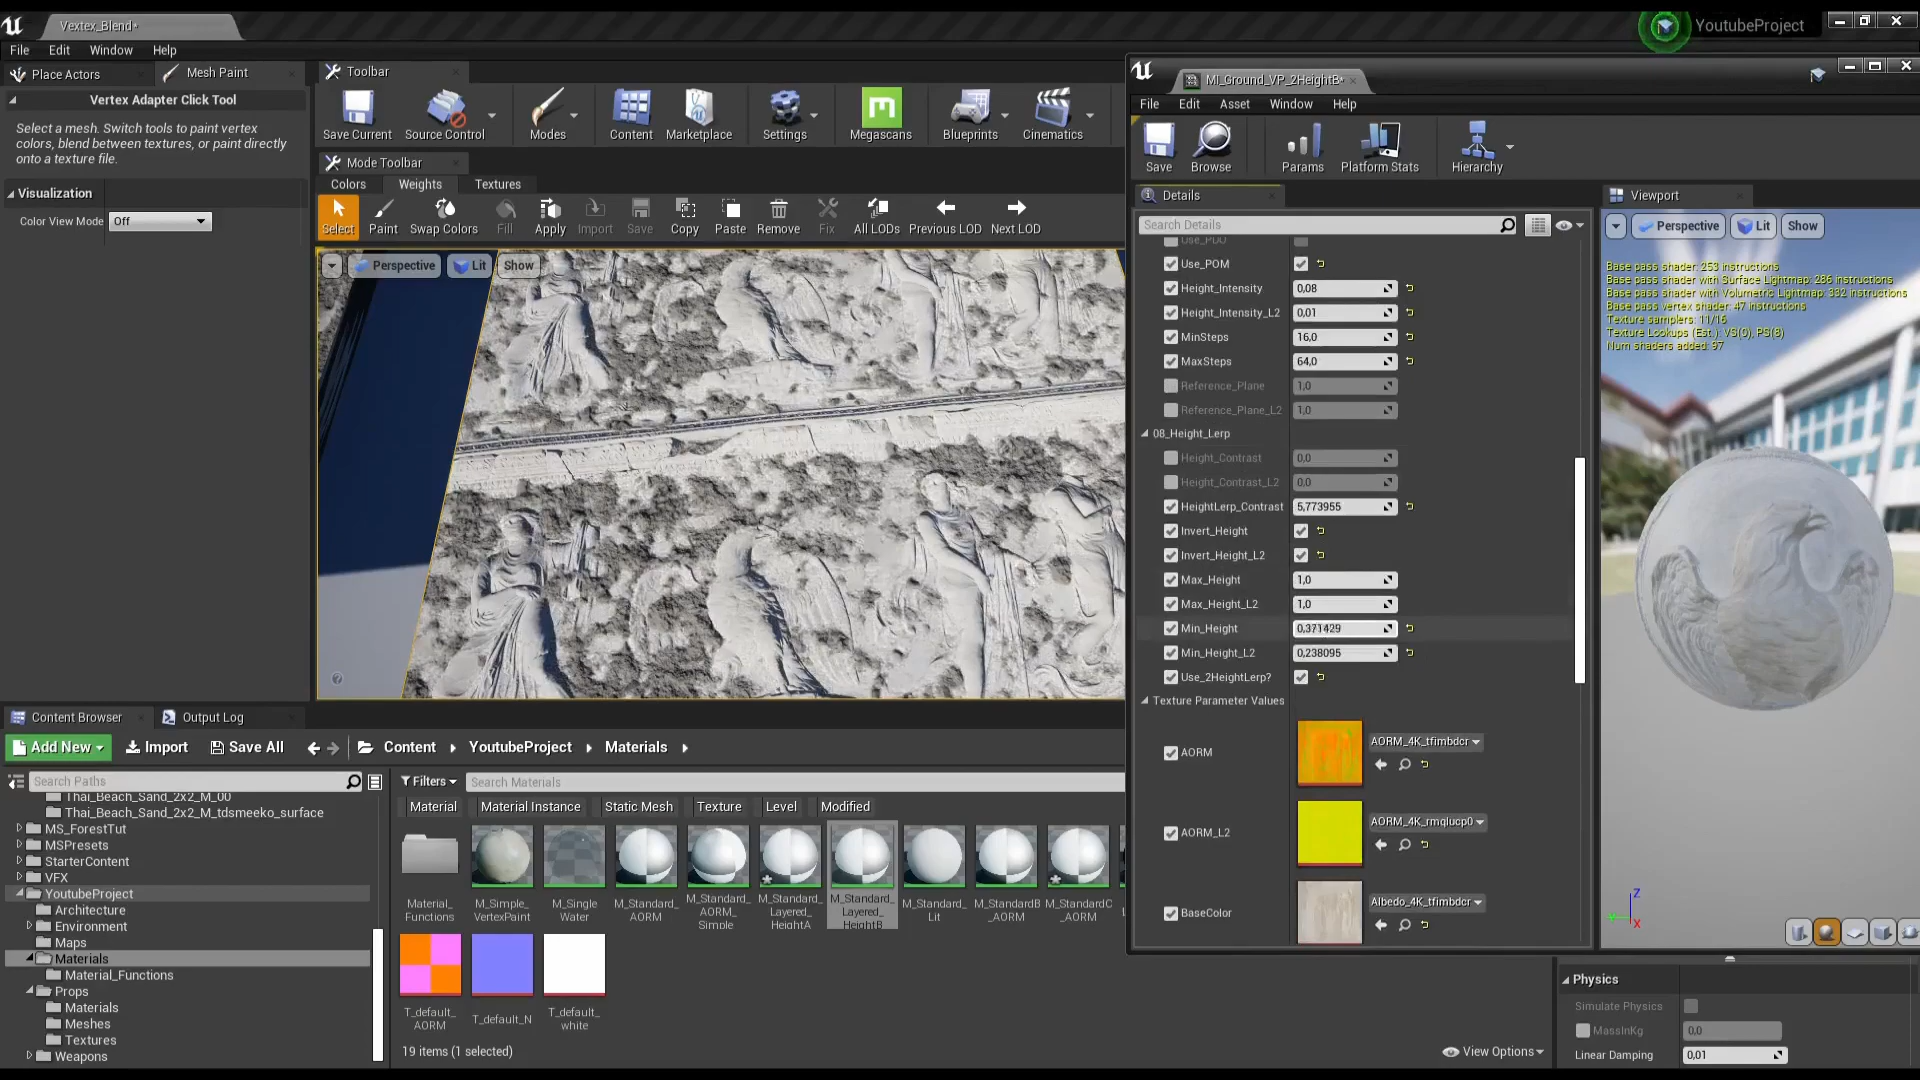 Vextex_Blend•
YoutubeProject
File Edit Window Help
Place Actors
Mesh Paint
Vertex Adapter Click Tool
Select a mesh. Switch tools to paint vertex
colors, blend between textures, or paint directly
onto a texture file.
Visualization
Color View Mode Off
Toolbar
Save Current Source Control Modes Content Marketplace Settings Megascans Blueprints Cinematics
Mode Toolbar
Colors Weights Textures
Select Paint Swap Colors Fill Apply Import Save Copy Paste Remove Fix All LODs Previous LOD Next LOD
Perspective Lit Show
MI_Ground_VP_2HeightB•
File Edit Asset Window Help
Save Browse Params Platform Stats Hierarchy
Details
Search Details
Use_PDO
Use_POM
Height_Intensity 0,08
Height_Intensity_L2 0,01
MinSteps 16,0
MaxSteps 64,0
Reference_Plane 1,0
Reference_Plane_L2 1,0
08_Height_Lerp
Height_Contrast 0,0
Height_Contrast_L2 0,0
HeightLerp_Contrast 5,773955
Invert_Height
Invert_Height_L2
Max_Height 1,0
Max_Height_L2 1,0
Min_Height 0,371429
Min_Height_L2 0,238095
Use_2HeightLerp?
Texture Parameter Values
AORM AORM_4K_tfimbdcr
AORM_L2 AORM_4K_rmqlucp0
BaseColor Albedo_4K_tfimbdcr
Viewport
Perspective Lit Show
Base pass shader: 253 instructions
Base pass shader with Surface Lightmap: 286 instructions
Base pass shader with Volumetric Lightmap: 332 instructions
Base pass vertex shader: 47 instructions
Texture samplers: 11/16
Texture Lookups (Est.): VS(0), PS(8)
Num shaders added: 97
Z
X
Content Browser Output Log
Add New Import Save All Content YoutubeProject Materials
Search Paths
Thai_Beach_Sand_2x2_M_00
Thai_Beach_Sand_2x2_M_tdsmeeko_surface
MS_ForestTut
MSPresets
StarterContent
VFX
YoutubeProject
Architecture
Environment
Maps
Materials
Material_Functions
Props
Materials
Meshes
Textures
Weapons
Filters Search Materials
Material Material Instance Static Mesh Texture Level Modified
Material_
Functions
M_Simple_
VertexPaint
M_Single
Water
M_Standard_
AORM
M_Standard_
AORM_
Simple
M_Standard_
Layered_
HeightA
M_Standard_
Layered_
HeightB
M_Standard_
Lit
M_StandardB
_AORM
M_StandardC
_AORM
T_default_
AORM
T_default_N
T_default_
white
19 items (1 selected)
View Options
Physics
Simulate Physics
MassInKg 0,0
Linear Damping 0,01